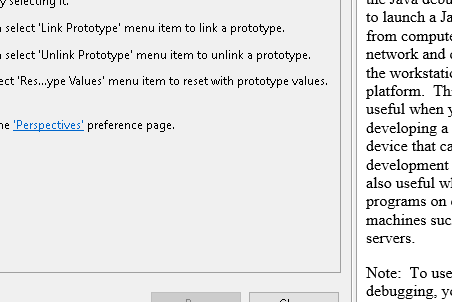 y selecting it.
select 'Link Prototype' menu item to link a prototype.
select 'Unlink Prototype' menu item to unlink a prototype.
ect 'Res...ype Values' menu item to reset with prototype values.
ne 'Perspectives' preference page.
the Java debu
to launch a Ja
from compute
network and
the workstatio
platform. Thi
useful when y
developing a
device that ca
development
also useful wh
programs on
machines suc
servers.
Note: To use
debugging, yo